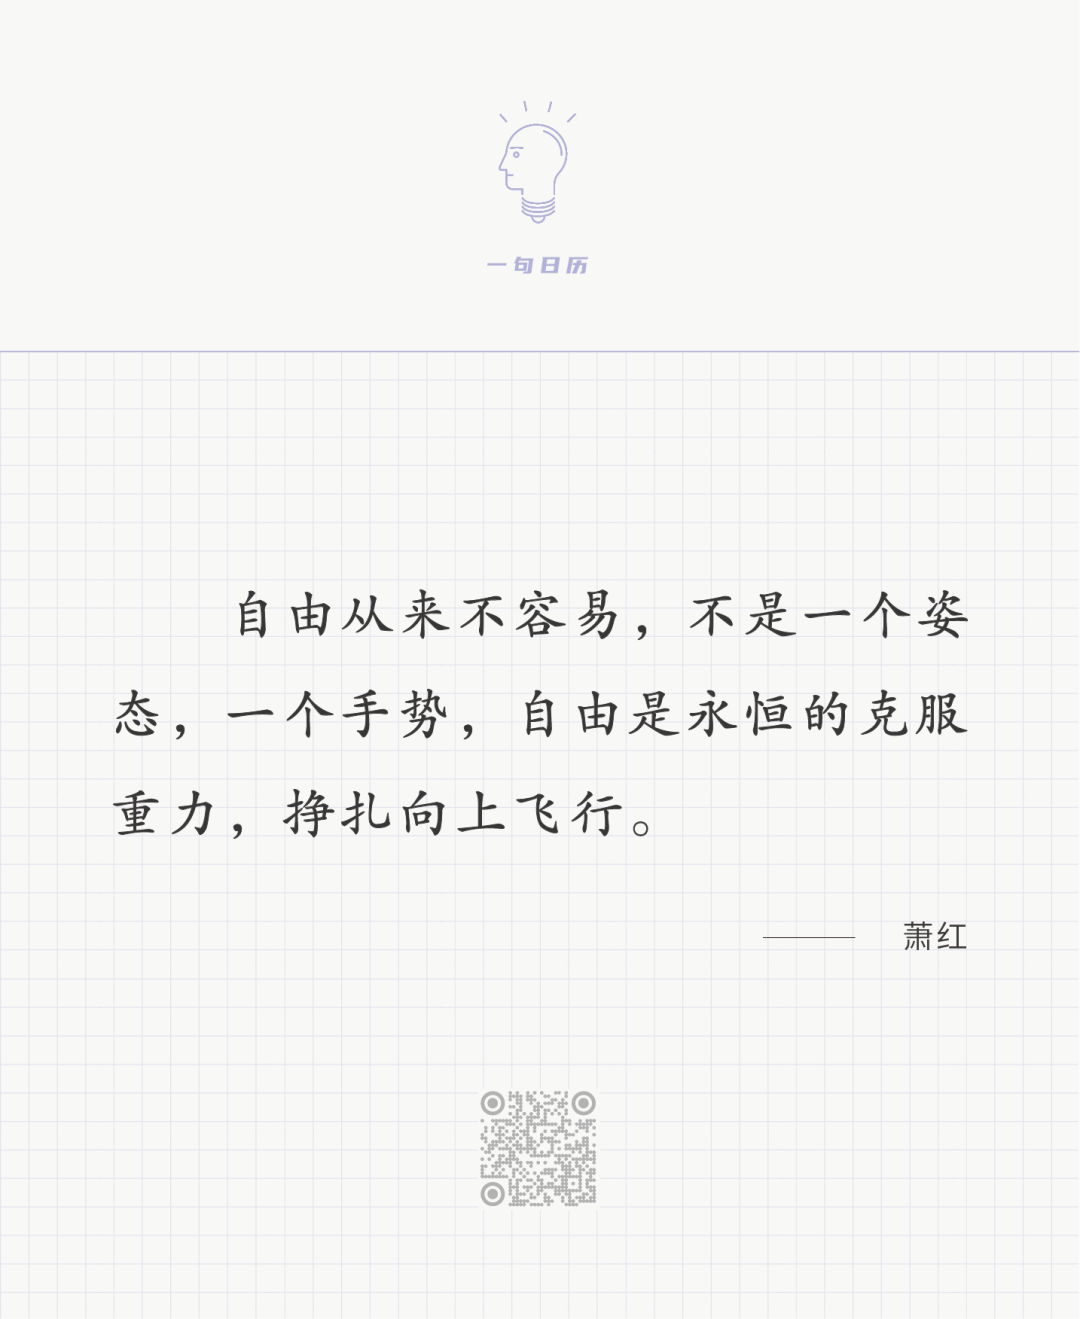 一句日历
自由从来不容易，不是一个姿
态，一个手势，自由是永恒的克服
重力，挣扎向上飞行。
—— 萧红